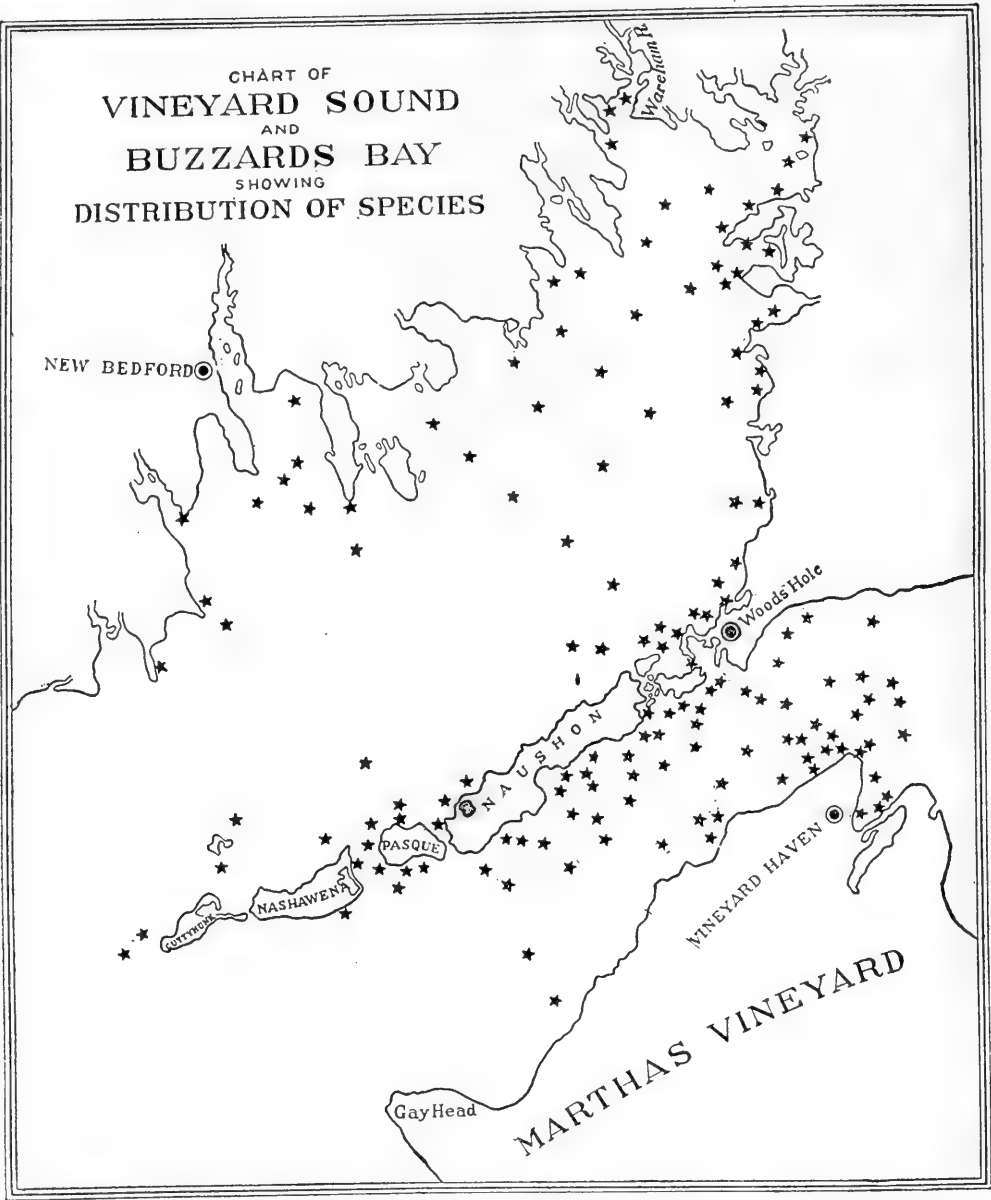 CHART OF
VINEYARD SOUND
AND
BUZZARDS BAY
SHOWING
DISTRIBUTION OF SPECIES
Wareham R.
NEW BEDFORD
Woods Hole
NAUSHON
PASQUE
NASHAWENA
CUTTYHUNK
VINEYARD HAVEN
MARTHAS VINEYARD
Gay Head